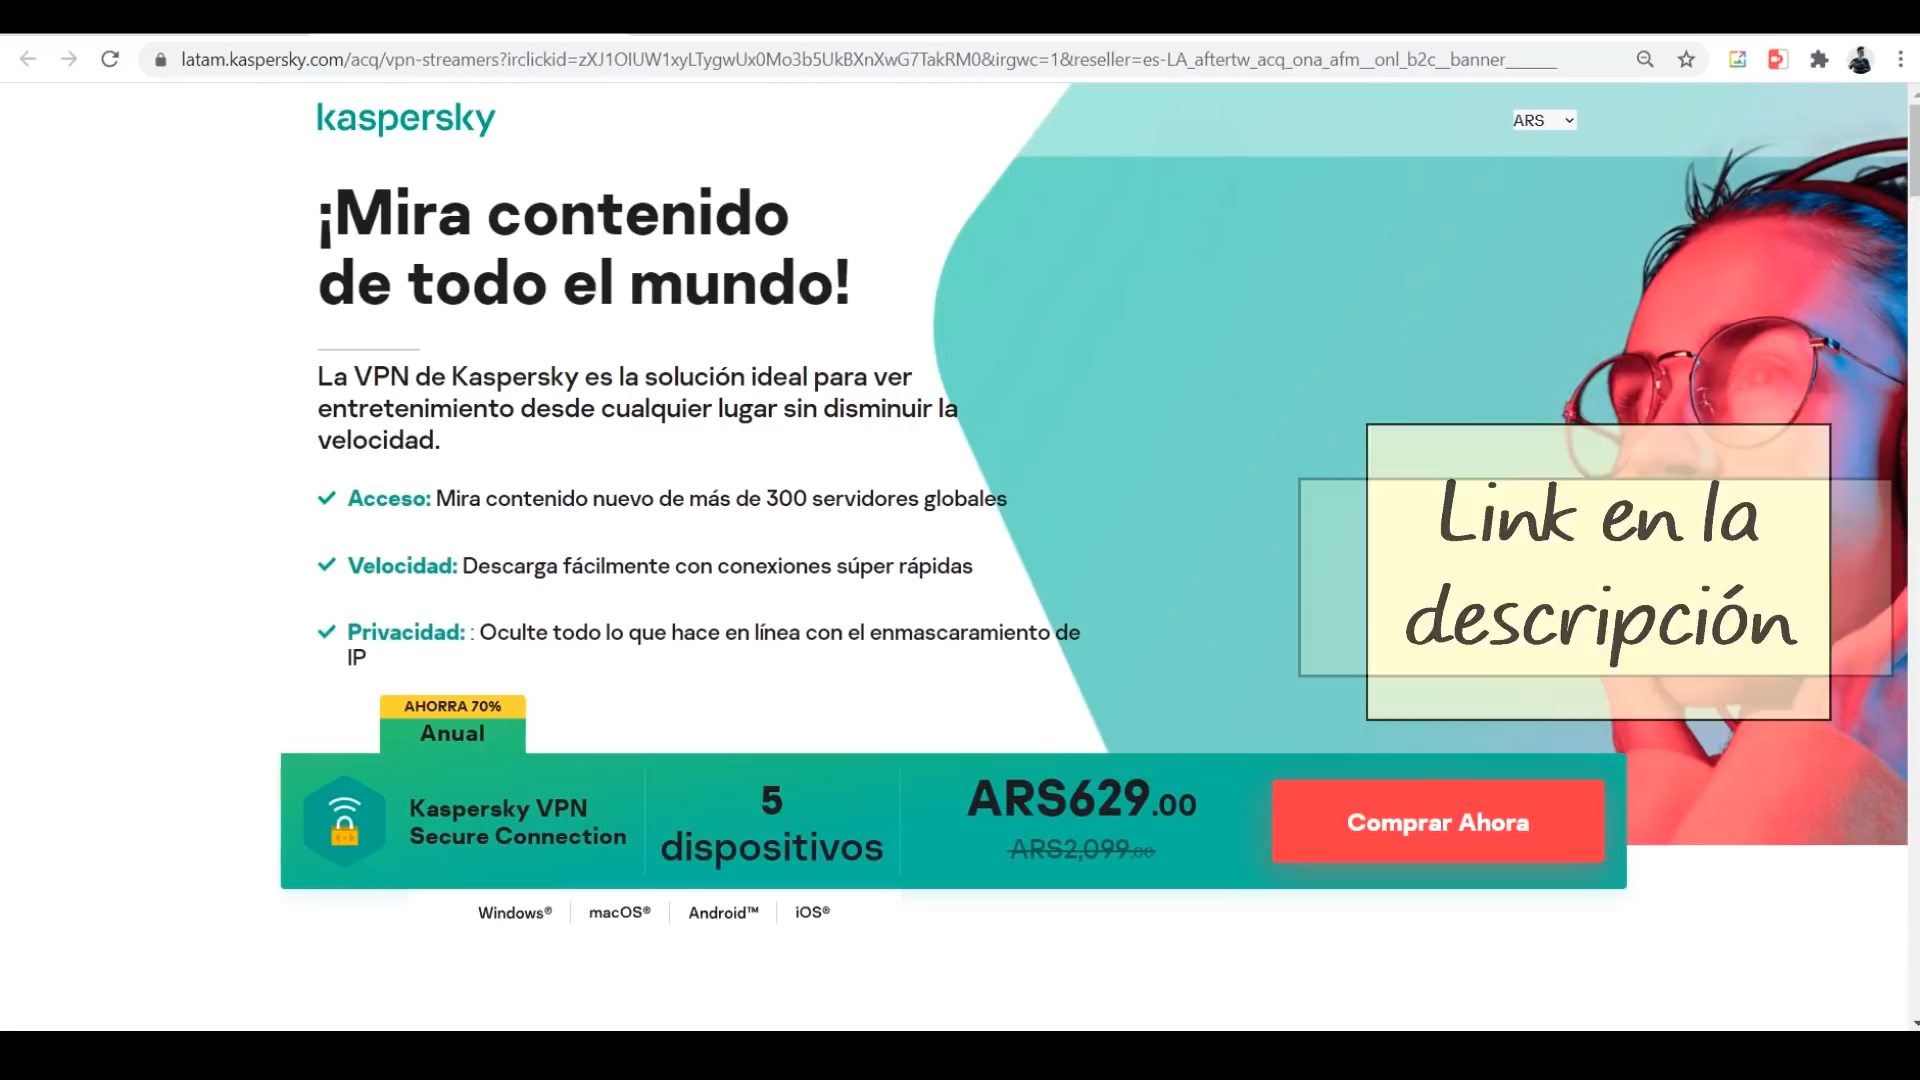 latam.kaspersky.com/acq/vpn-streamers?irclickid=zXJ1OIUW1xyLTygwUx0Mo3b5UkBXnXwG7TakRM0&irgwc=1&reseller=es-LA_aftertw_acq_ona_afm__onl_b2c__banner______
kaspersky
ARS
¡Mira contenido
de todo el mundo!
La VPN de Kaspersky es la solución ideal para ver
entretenimiento desde cualquier lugar sin disminuir la
velocidad.
Acceso: Mira contenido nuevo de más de 300 servidores globales
Velocidad: Descarga fácilmente con conexiones súper rápidas
Privacidad: : Oculte todo lo que hace en línea con el enmascaramiento de
IP
Link en la
descripción
AHORRA 70%
Anual
Kaspersky VPN
Secure Connection
5
dispositivos
ARS629.00
ARS2,099.00
Comprar Ahora
Windows® macOS® Android™ iOS®